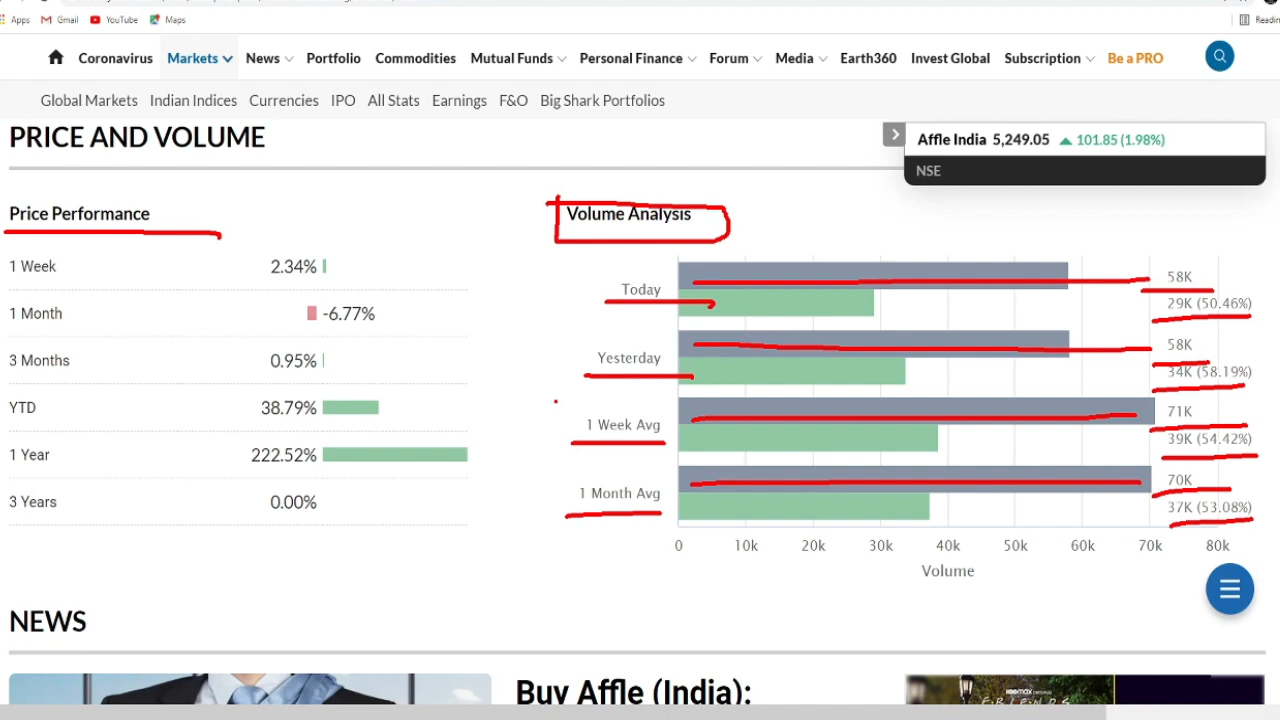 Apps Gmail YouTube Maps
Coronavirus Markets News Portfolio Commodities Mutual Funds Personal Finance Forum Media Earth360 Invest Global Subscription Be a PRO
Global Markets Indian Indices Currencies IPO All Stats Earnings F&O Big Shark Portfolios
PRICE AND VOLUME
Affle India 5,249.05 101.85 (1.98%)
NSE
Price Performance
1 Week 2.34%
1 Month -6.77%
3 Months 0.95%
YTD 38.79%
1 Year 222.52%
3 Years 0.00%
Volume Analysis
Today 58K
29K (50.46%)
Yesterday 58K
34K (58.19%)
1 Week Avg 71K
39K (54.42%)
1 Month Avg 70K
37K (53.08%)
0 10k 20k 30k 40k 50k 60k 70k 80k
Volume
NEWS
Buy Affle (India):
HBOMAX
FRIENDS